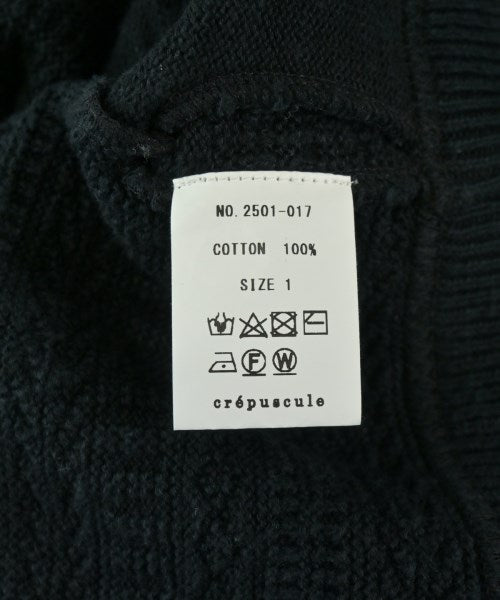 NO. 2501-017
COTTON 100%
SIZE 1
F W
crépuscule